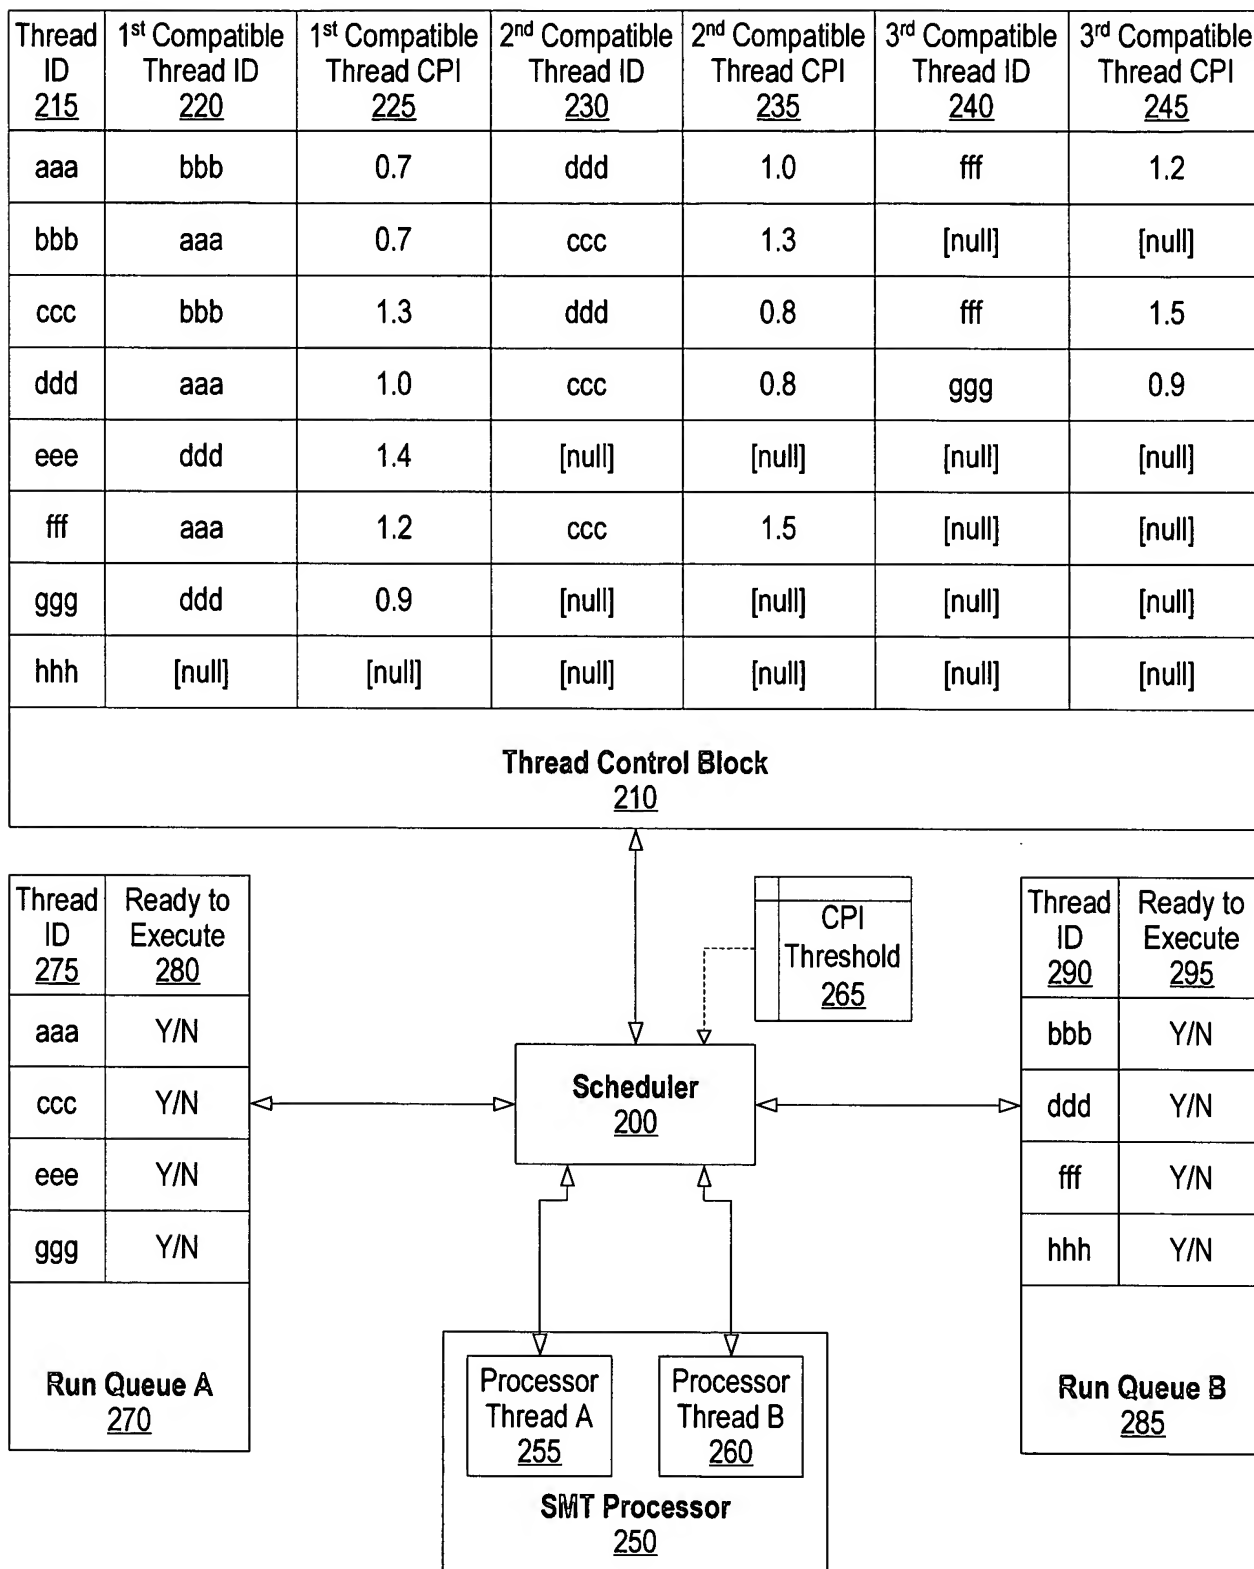 Thread 1st Compatible 1st Compatible 2nd Compatible 2nd Compatible 3rd Compatible 3rd Compatible
ID Thread ID Thread CPI Thread ID Thread CPI Thread ID Thread CPI
215 220 225 230 235 240 245
aaa bbb 0.7 ddd 1.0 fff 1.2
bbb aaa 0.7 ccc 1.3 [null] [null]
ccc bbb 1.3 ddd 0.8 fff 1.5
ddd aaa 1.0 ccc 0.8 ggg 0.9
eee ddd 1.4 [null] [null] [null] [null]
fff aaa 1.2 ccc 1.5 [null] [null]
ggg ddd 0.9 [null] [null] [null] [null]
hhh [null] [null] [null] [null] [null] [null]
Thread Control Block
210
Thread Ready to
ID Execute
275 280
aaa Y/N
ccc Y/N
eee Y/N
ggg Y/N
Run Queue A
270
CPI
Threshold
265
Scheduler
200
Thread Ready to
ID Execute
290 295
bbb Y/N
ddd Y/N
fff Y/N
hhh Y/N
Run Queue B
285
Processor
Thread A
255
Processor
Thread B
260
SMT Processor
250